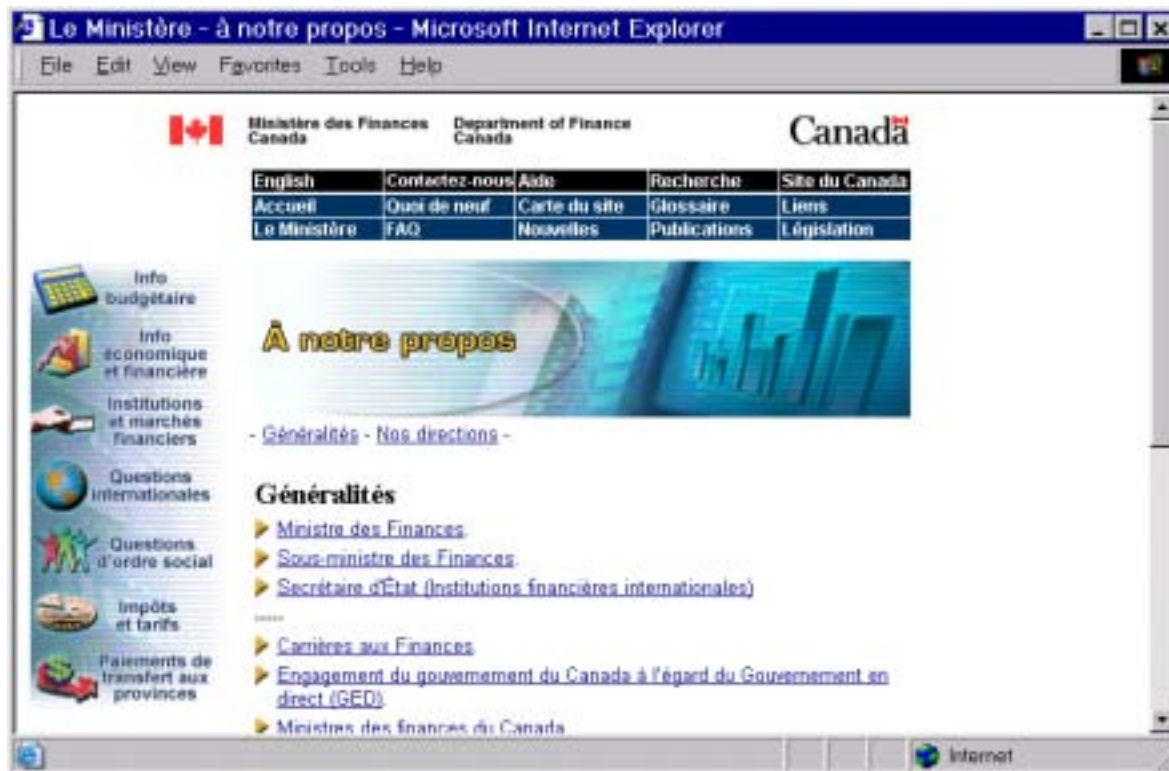 Le Ministère - à notre propos - Microsoft Internet Explorer
File Edit View Favorites Tools Help
Ministère des Finances Department of Finance
Canada Canada
Canada
English Contactez-nous Aide Recherche Site du Canada
Accueil Quoi de neuf Carte du site Glossaire Liens
Le Ministère FAQ Nouvelles Publications Législation
Info
budgétaire
Info
économique
et financière
Institutions
et marchés
financiers
Questions
internationales
Questions
d'ordre social
Impôts
et tarifs
Paiements de
transfert aux
provinces
À notre propos
- Généralités - Nos directions -
Généralités
Ministre des Finances.
Sous-ministre des Finances.
Secrétaire d'État (Institutions financières internationales)
-----
Carrières aux Finances
Engagement du gouvernement du Canada à l'égard du Gouvernement en
direct (GED)
Ministres des finances du Canada
Internet